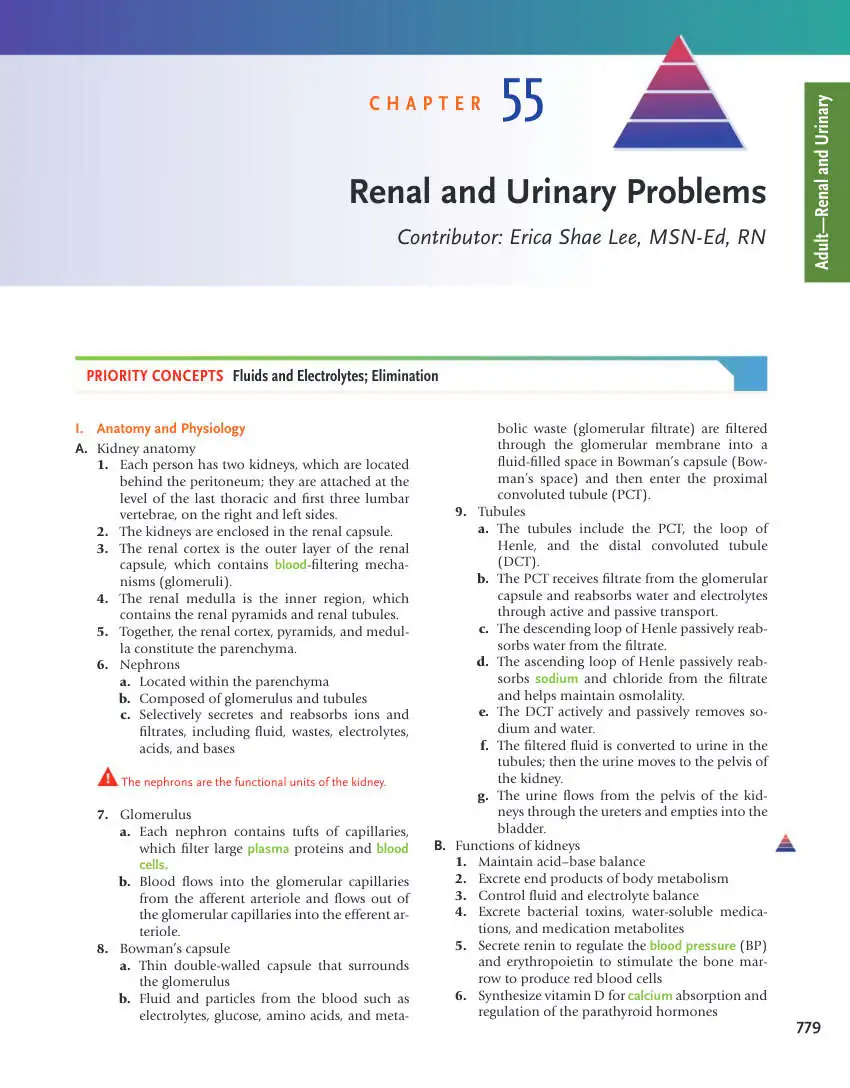 CHAPTER 55
Renal and Urinary Problems
Contributor: Erica Shae Lee, MSN-Ed, RN
Adult—Renal and Urinary
PRIORITY CONCEPTS Fluids and Electrolytes; Elimination
I. Anatomy and Physiology
A. Kidney anatomy
1. Each person has two kidneys, which are located
behind the peritoneum; they are attached at the
level of the last thoracic and first three lumbar
vertebrae, on the right and left sides.
2. The kidneys are enclosed in the renal capsule.
3. The renal cortex is the outer layer of the renal
capsule, which contains blood-filtering mecha-
nisms (glomeruli).
4. The renal medulla is the inner region, which
contains the renal pyramids and renal tubules.
5. Together, the renal cortex, pyramids, and medul-
la constitute the parenchyma.
6. Nephrons
a. Located within the parenchyma
b. Composed of glomerulus and tubules
c. Selectively secretes and reabsorbs ions and
filtrates, including fluid, wastes, electrolytes,
acids, and bases
! The nephrons are the functional units of the kidney.
7. Glomerulus
a. Each nephron contains tufts of capillaries,
which filter large plasma proteins and blood
cells.
b. Blood flows into the glomerular capillaries
from the afferent arteriole and flows out of
the glomerular capillaries into the efferent ar-
teriole.
8. Bowman's capsule
a. Thin double-walled capsule that surrounds
the glomerulus
b. Fluid and particles from the blood such as
electrolytes, glucose, amino acids, and meta-
bolic waste (glomerular filtrate) are filtered
through the glomerular membrane into a
fluid-filled space in Bowman's capsule (Bow-
man's space) and then enter the proximal
convoluted tubule (PCT).
9. Tubules
a. The tubules include the PCT, the loop of
Henle, and the distal convoluted tubule
(DCT).
b. The PCT receives filtrate from the glomerular
capsule and reabsorbs water and electrolytes
through active and passive transport.
c. The descending loop of Henle passively reab-
sorbs water from the filtrate.
d. The ascending loop of Henle passively reab-
sorbs sodium and chloride from the filtrate
and helps maintain osmolality.
e. The DCT actively and passively removes so-
dium and water.
f. The filtered fluid is converted to urine in the
tubules; then the urine moves to the pelvis of
the kidney.
g. The urine flows from the pelvis of the kid-
neys through the ureters and empties into the
bladder.
B. Functions of kidneys
1. Maintain acid–base balance
2. Excrete end products of body metabolism
3. Control fluid and electrolyte balance
4. Excrete bacterial toxins, water-soluble medica-
tions, and medication metabolites
5. Secrete renin to regulate the blood pressure (BP)
and erythropoietin to stimulate the bone mar-
row to produce red blood cells
6. Synthesize vitamin D for calcium absorption and
regulation of the parathyroid hormones
779